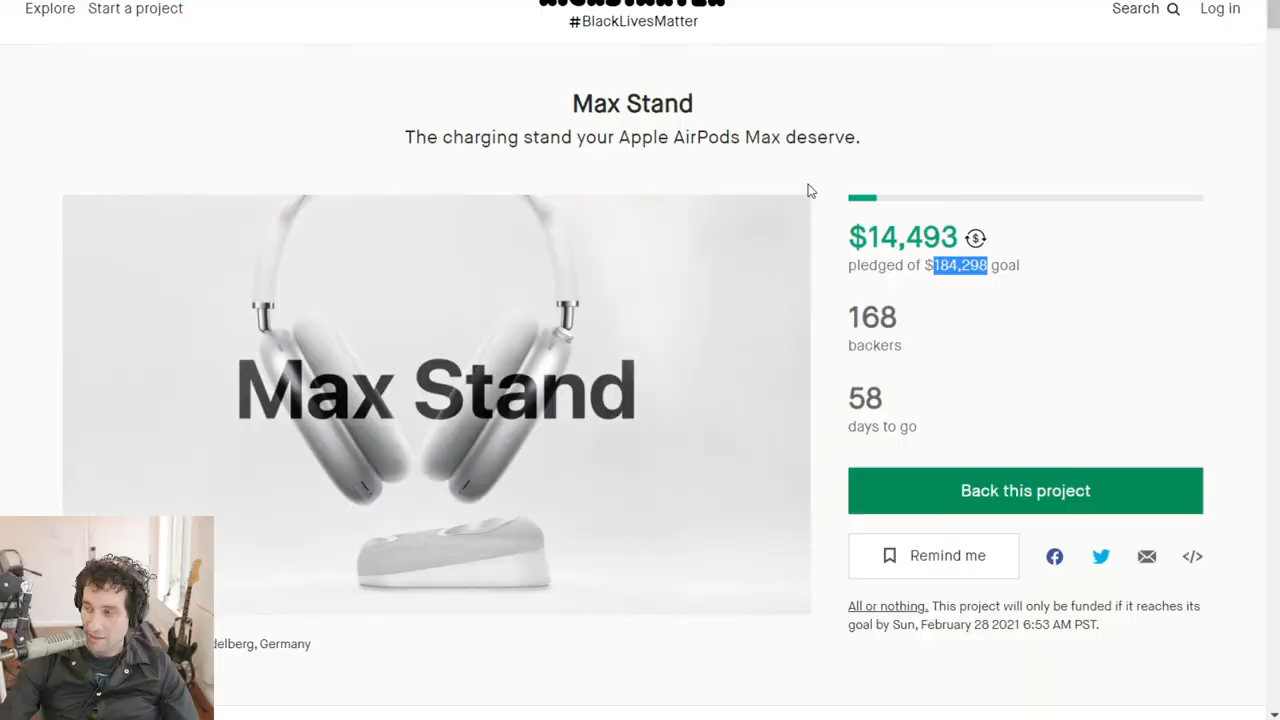 Explore Start a project
Search Log in
#BlackLivesMatter
Max Stand
The charging stand your Apple AirPods Max deserve.
Max Stand
$14,493
pledged of $184,298 goal
168
backers
58
days to go
Back this project
Remind me
All or nothing. This project will only be funded if it reaches its
goal by Sun, February 28 2021 6:53 AM PST.
delberg, Germany